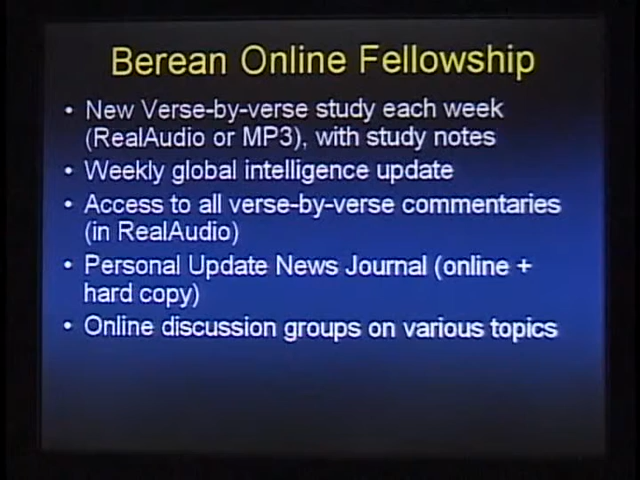 Berean Online Fellowship
• New Verse-by-verse study each week
(RealAudio or MP3), with study notes
• Weekly global intelligence update
• Access to all verse-by-verse commentaries
(in RealAudio)
• Personal Update News Journal (online +
hard copy)
• Online discussion groups on various topics